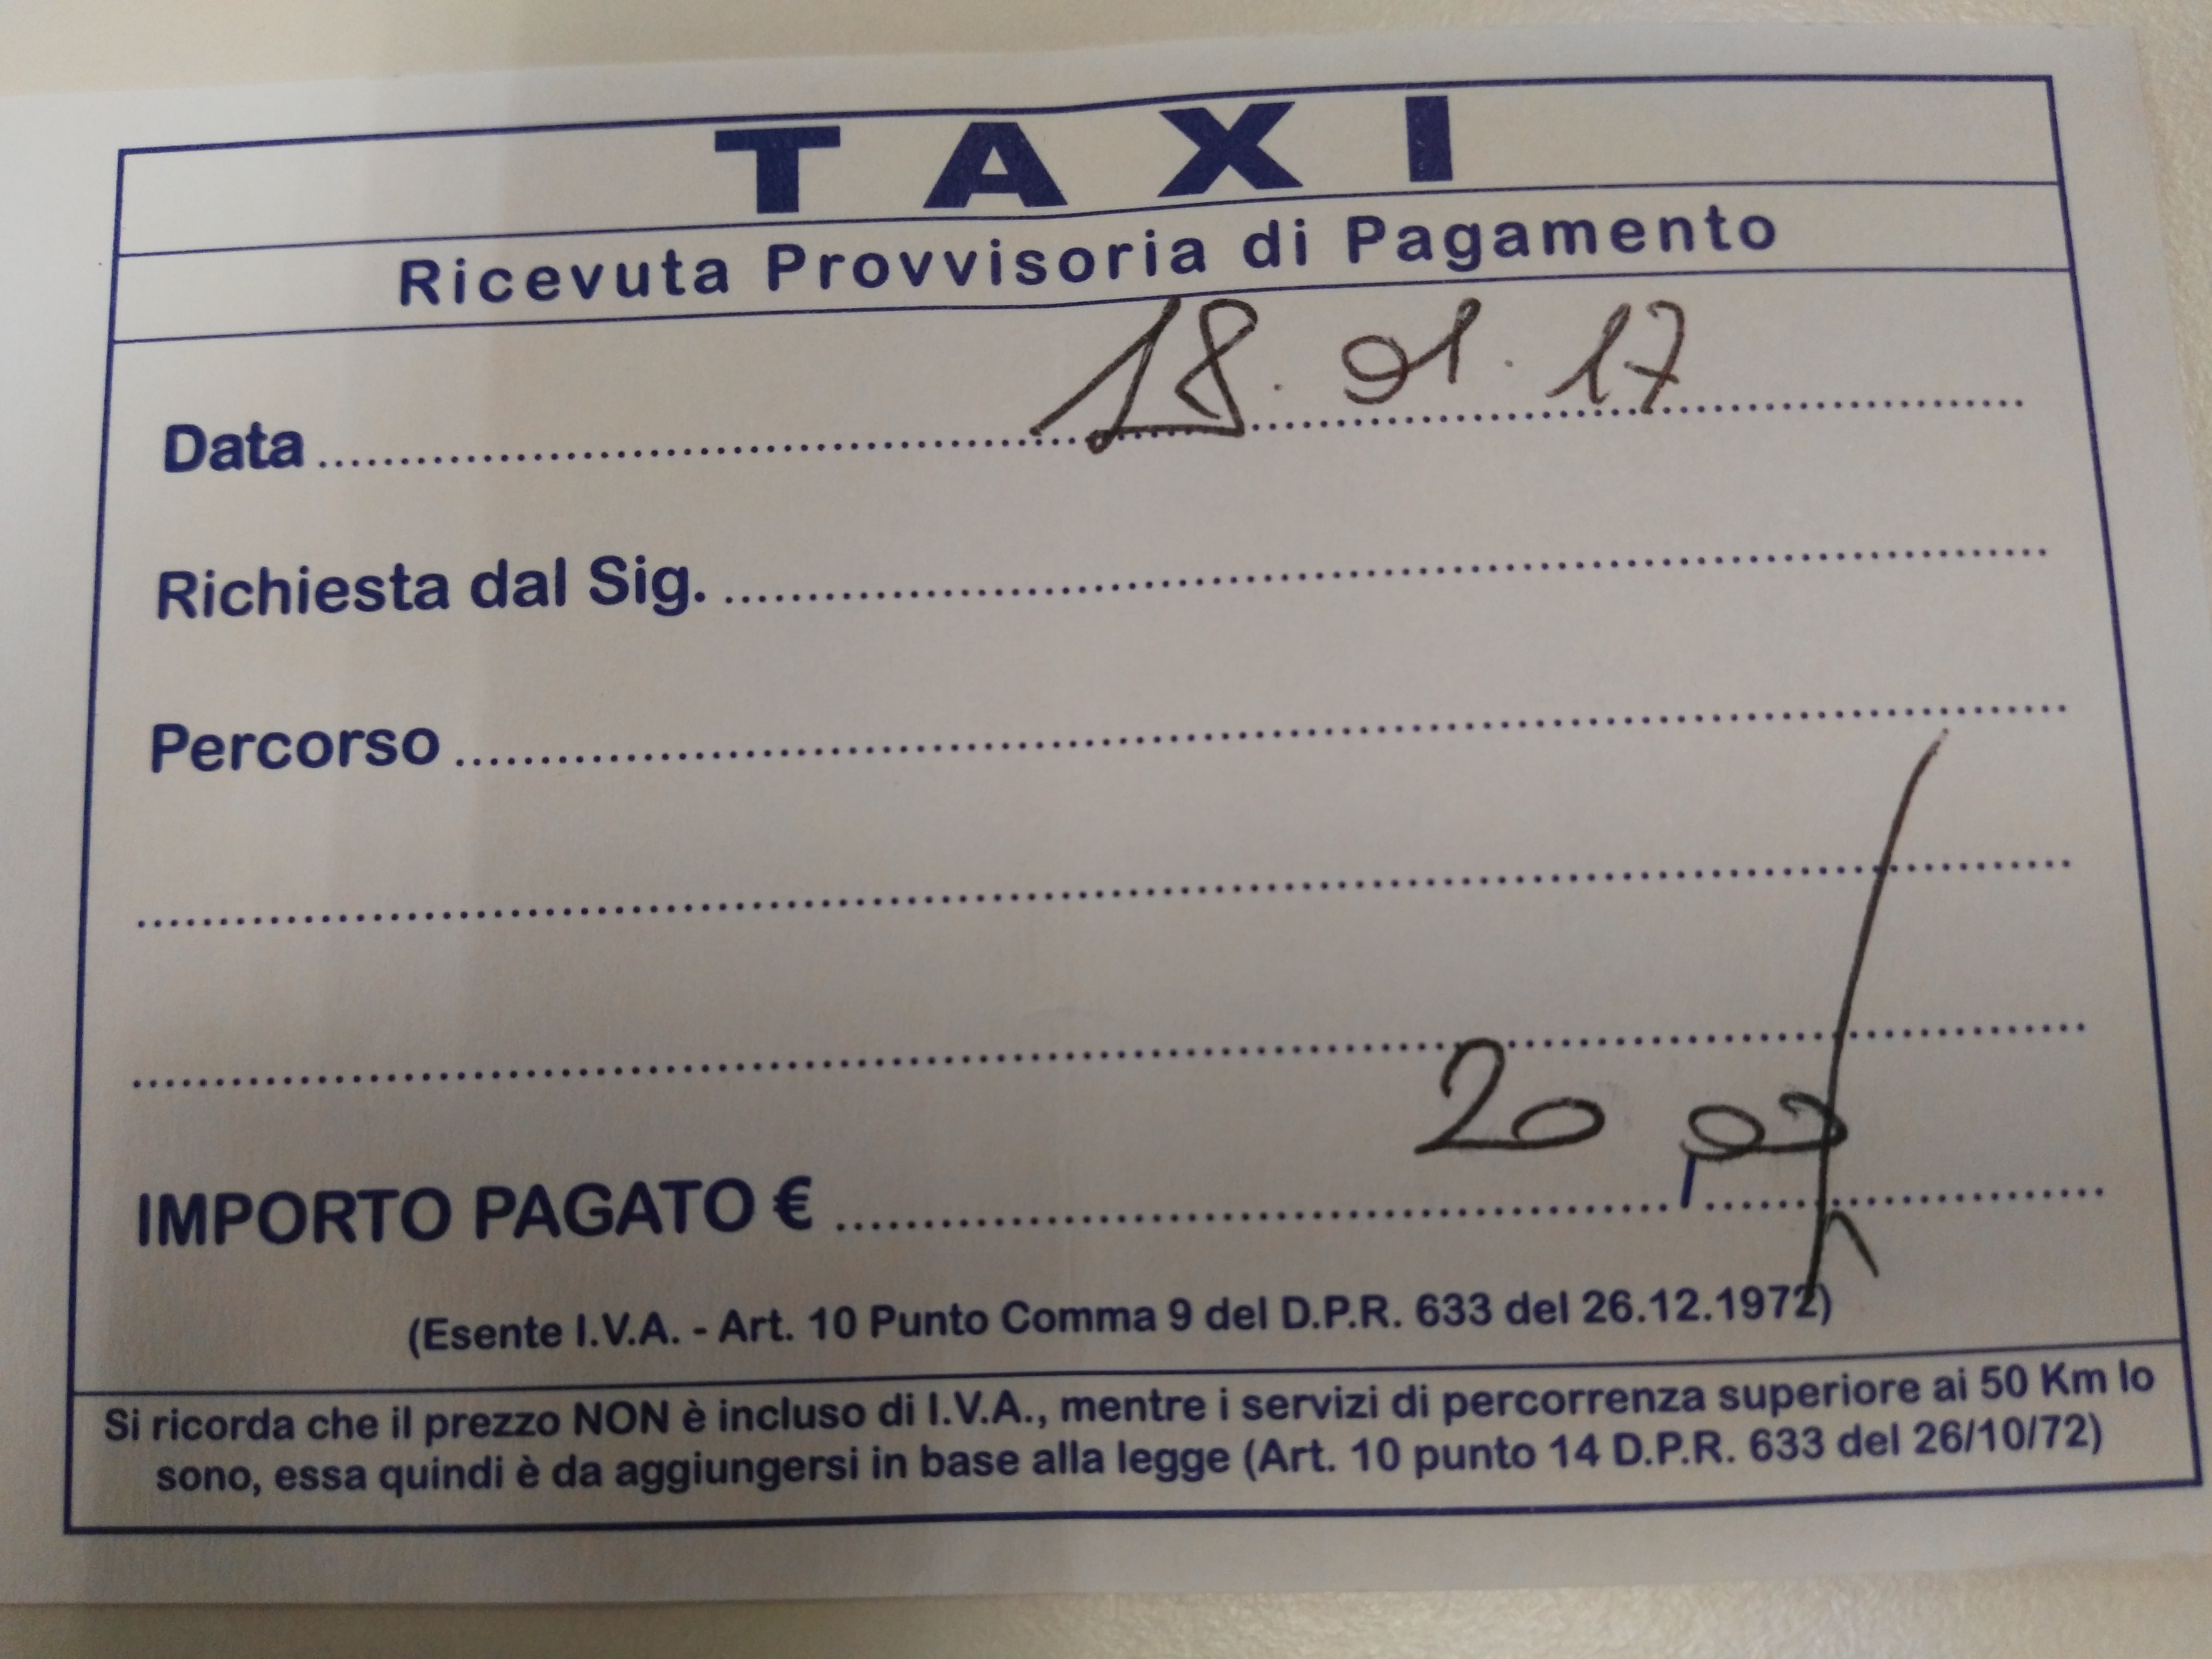 TAXI
Ricevuta Provvisoria di Pagamento
Data 18.01.17
Richiesta dal Sig.
Percorso
IMPORTO PAGATO € 20,00
(Esente I.V.A. - Art. 10 Punto Comma 9 del D.P.R. 633 del 26.12.1972)
Si ricorda che il prezzo NON è incluso di I.V.A., mentre i servizi di percorrenza superiore ai 50 Km lo
sono, essa quindi è da aggiungersi in base alla legge (Art. 10 punto 14 D.P.R. 633 del 26/10/72)